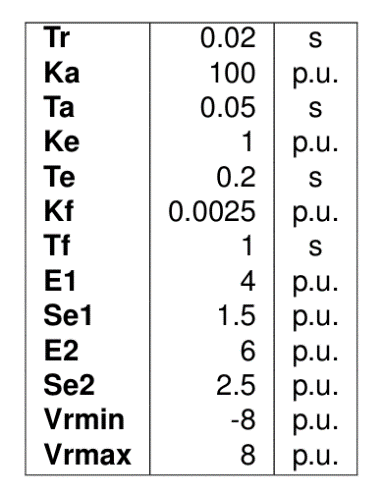 Tr 0.02 s
Ka 100 p.u.
Ta 0.05 s
Ke 1 p.u.
Te 0.2 s
Kf 0.0025 p.u.
Tf 1 s
E1 4 p.u.
Se1 1.5 p.u.
E2 6 p.u.
Se2 2.5 p.u.
Vrmin -8 p.u.
Vrmax 8 p.u.